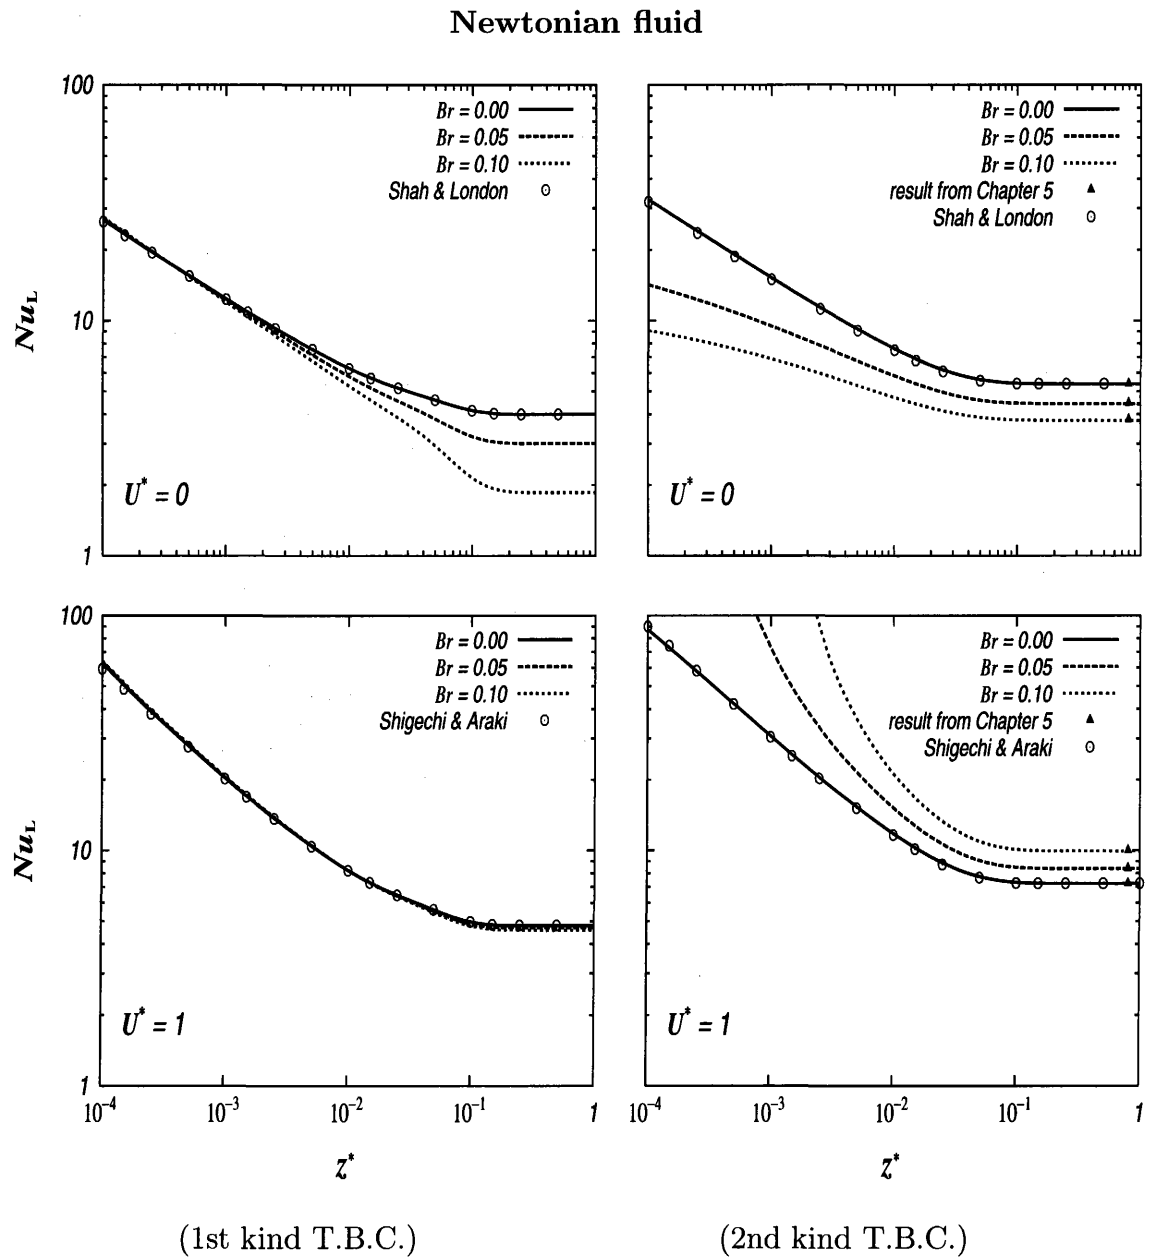 Newtonian fluid
100
10
1
Nu_L
Br = 0.00
Br = 0.05
Br = 0.10
Shah & London
U* = 0
Br = 0.00
Br = 0.05
Br = 0.10
result from Chapter 5
Shah & London
U* = 0
100
10
1
Nu_L
Br = 0.00
Br = 0.05
Br = 0.10
Shigechi & Araki
U* = 1
10⁻⁴ 10⁻³ 10⁻² 10⁻¹ 1
z*
(1st kind T.B.C.)
Br = 0.00
Br = 0.05
Br = 0.10
result from Chapter 5
Shigechi & Araki
U* = 1
10⁻⁴ 10⁻³ 10⁻² 10⁻¹ 1
z*
(2nd kind T.B.C.)